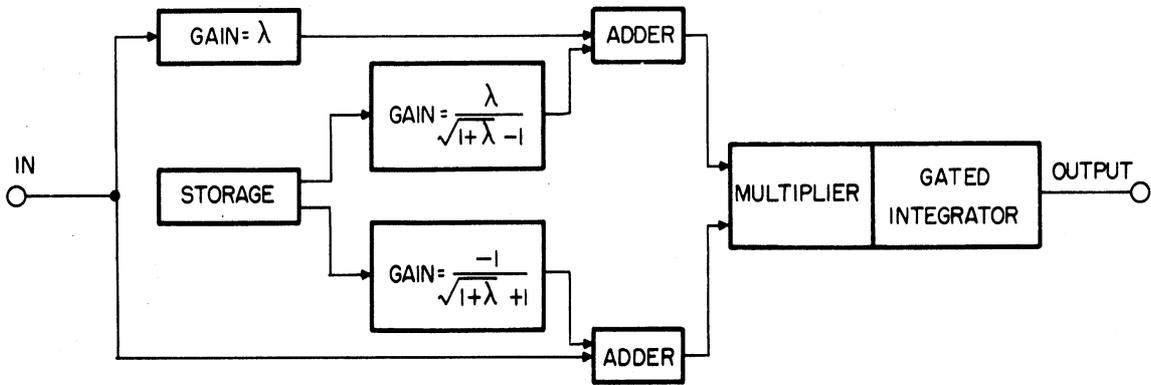 GAIN= λ
ADDER
GAIN= λ / √1+λ -1
IN
STORAGE
MULTIPLIER
GATED
INTEGRATOR
OUTPUT
GAIN= -1 / √1+λ +1
ADDER